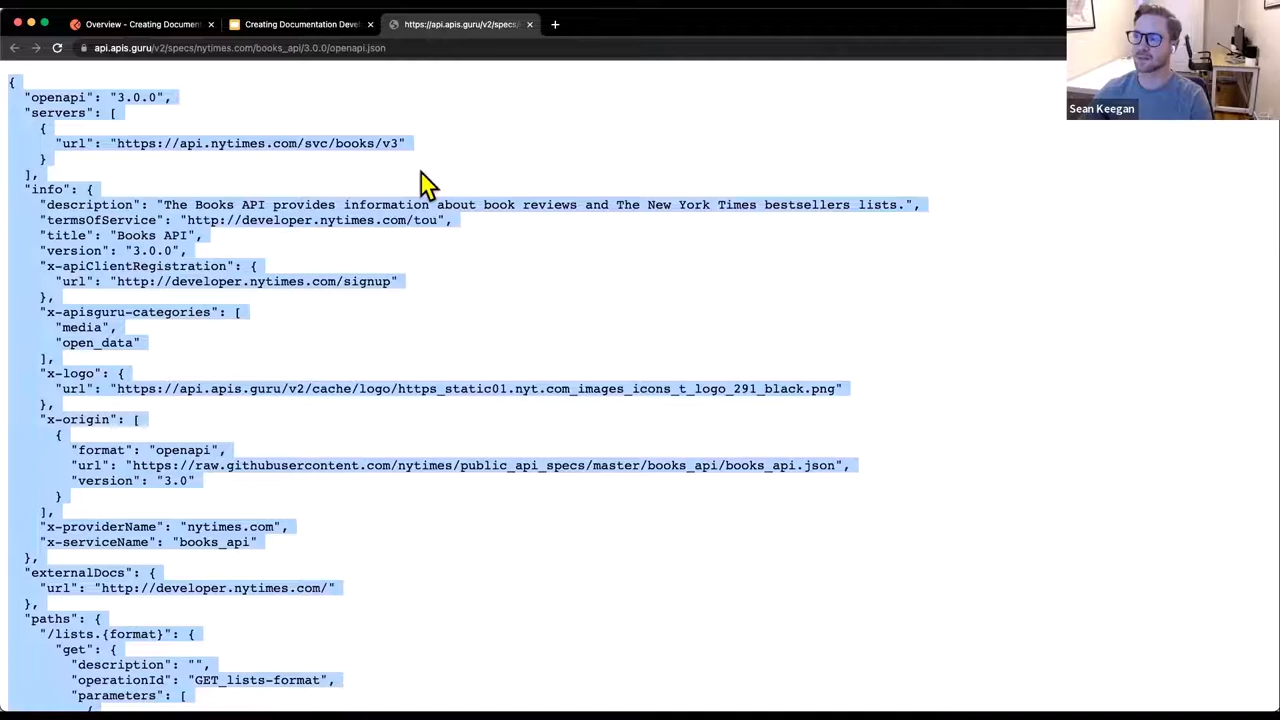 Overview - Creating Document
Creating Documentation Devel
https://api.apis.guru/v2/specs/
api.apis.guru/v2/specs/nytimes.com/books_api/3.0.0/openapi.json
Sean Keegan
{
"openapi": "3.0.0",
"servers": [
{
"url": "https://api.nytimes.com/svc/books/v3"
}
],
"info": {
"description": "The Books API provides information about book reviews and The New York Times bestsellers lists.",
"termsOfService": "http://developer.nytimes.com/tou",
"title": "Books API",
"version": "3.0.0",
"x-apiClientRegistration": {
"url": "http://developer.nytimes.com/signup"
},
"x-apisguru-categories": [
"media",
"open_data"
],
"x-logo": {
"url": "https://api.apis.guru/v2/cache/logo/https_static01.nyt.com_images_icons_t_logo_291_black.png"
},
"x-origin": [
{
"format": "openapi",
"url": "https://raw.githubusercontent.com/nytimes/public_api_specs/master/books_api/books_api.json",
"version": "3.0"
}
],
"x-providerName": "nytimes.com",
"x-serviceName": "books_api"
},
"externalDocs": {
"url": "http://developer.nytimes.com/"
},
"paths": {
"/lists.{format}": {
"get": {
"description": "",
"operationId": "GET_lists-format",
"parameters": [
{